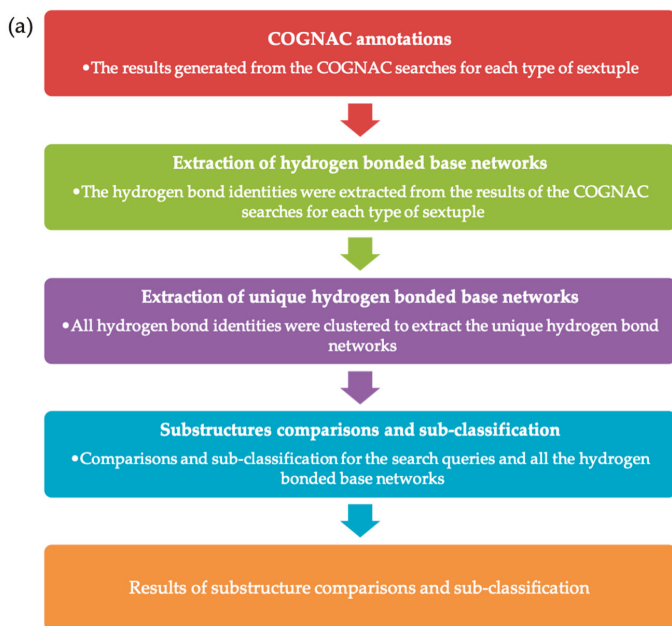 (a)
COGNAC annotations
•The results generated from the COGNAC searches for each type of sextuple
Extraction of hydrogen bonded base networks
•The hydrogen bond identities were extracted from the results of the COGNAC
searches for each type of sextuple
Extraction of unique hydrogen bonded base networks
•All hydrogen bond identities were clustered to extract the unique hydrogen bond
networks
Substructures comparisons and sub-classification
•Comparisons and sub-classification for the search queries and all the hydrogen
bonded base networks
Results of substructure comparisons and sub-classification